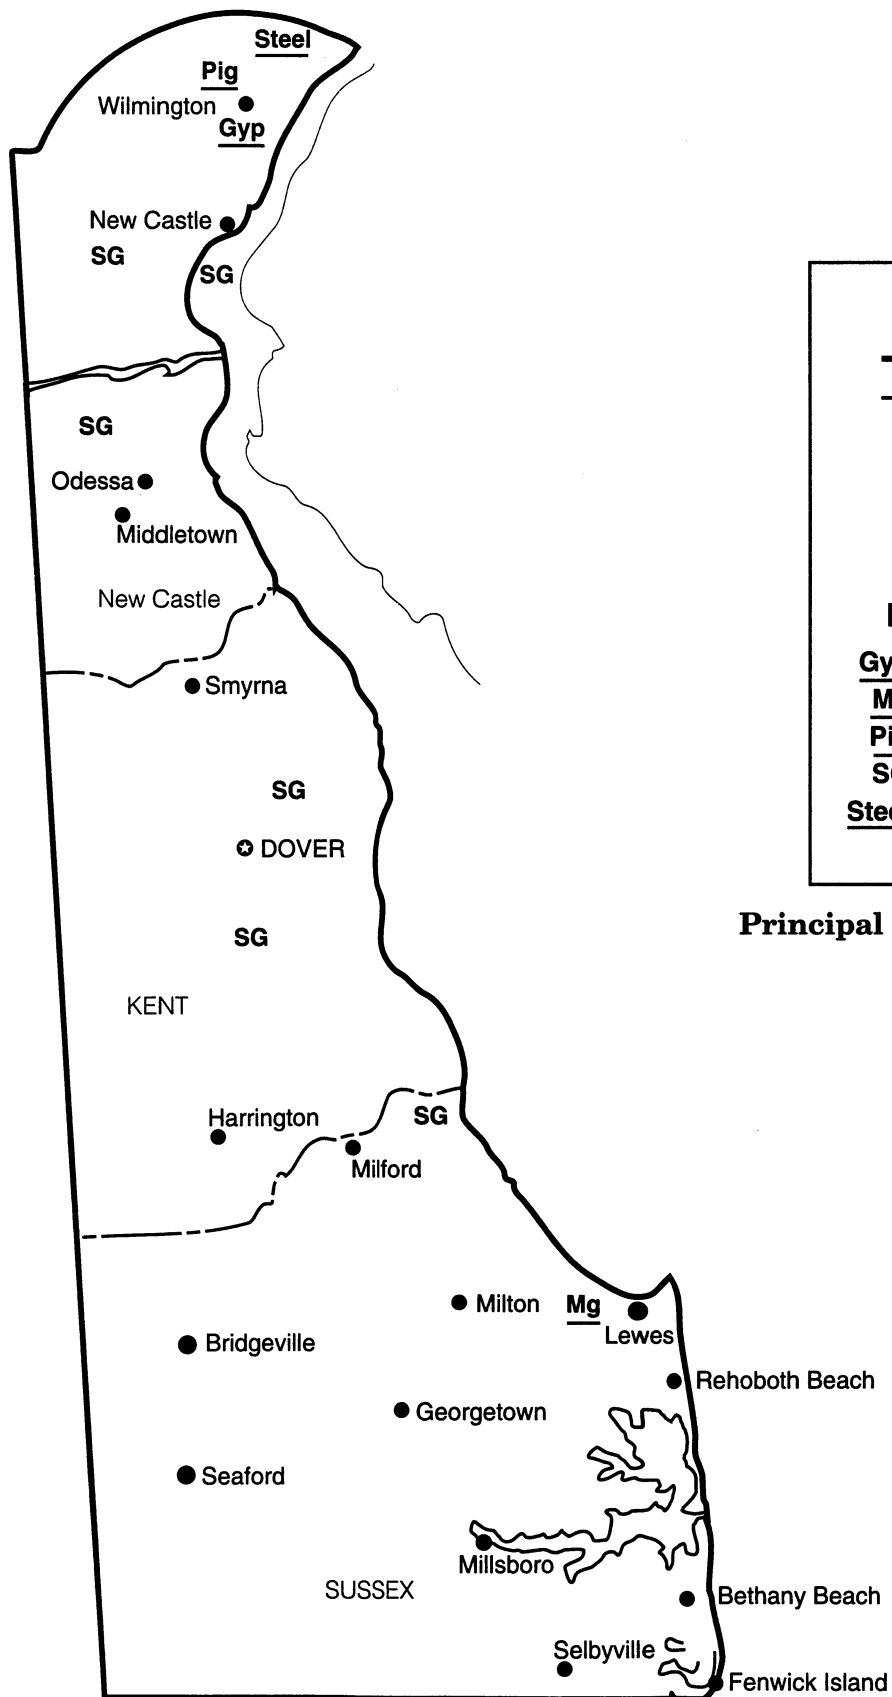 Steel
Pig
Wilmington
Gyp
New Castle
SG
SG
SG
Odessa
Middletown
New Castle
Smyrna
SG
DOVER
SG
KENT
Harrington
SG
Milford
Milton
Mg
Lewes
Bridgeville
Rehoboth Beach
Georgetown
Seaford
Millsboro
SUSSEX
Bethany Beach
Selbyville
Fenwick Island
Principal